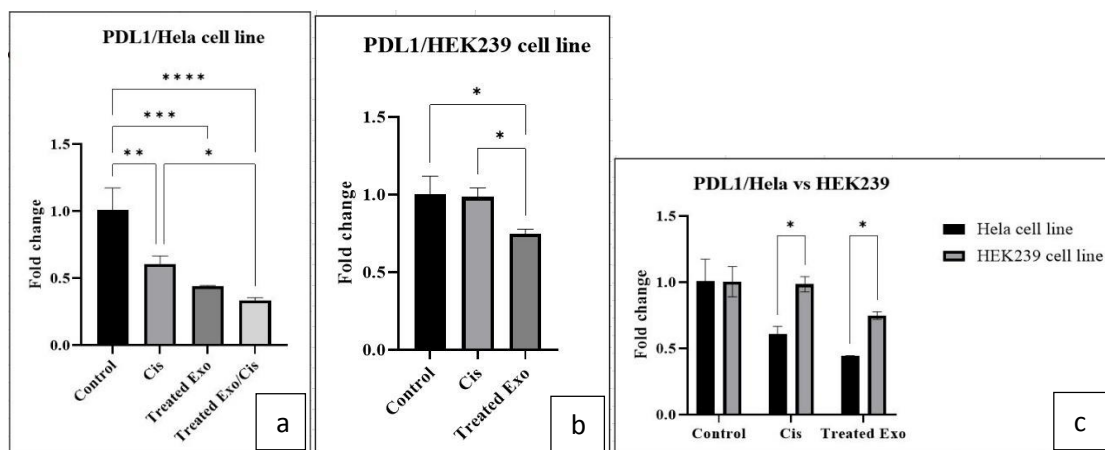 PDL1/Hela cell line
****
***
**
*
Fold change
1.5
1.0
0.5
0.0
Control
Cis
Treated Exo
Treated Exo/Cis
a
PDL1/HEK239 cell line
*
*
Fold change
1.5
1.0
0.5
0.0
Control
Cis
Treated Exo
b
PDL1/Hela vs HEK239
*
*
Fold change
1.5
1.0
0.5
0.0
Control
Cis
Treated Exo
Hela cell line
HEK239 cell line
c